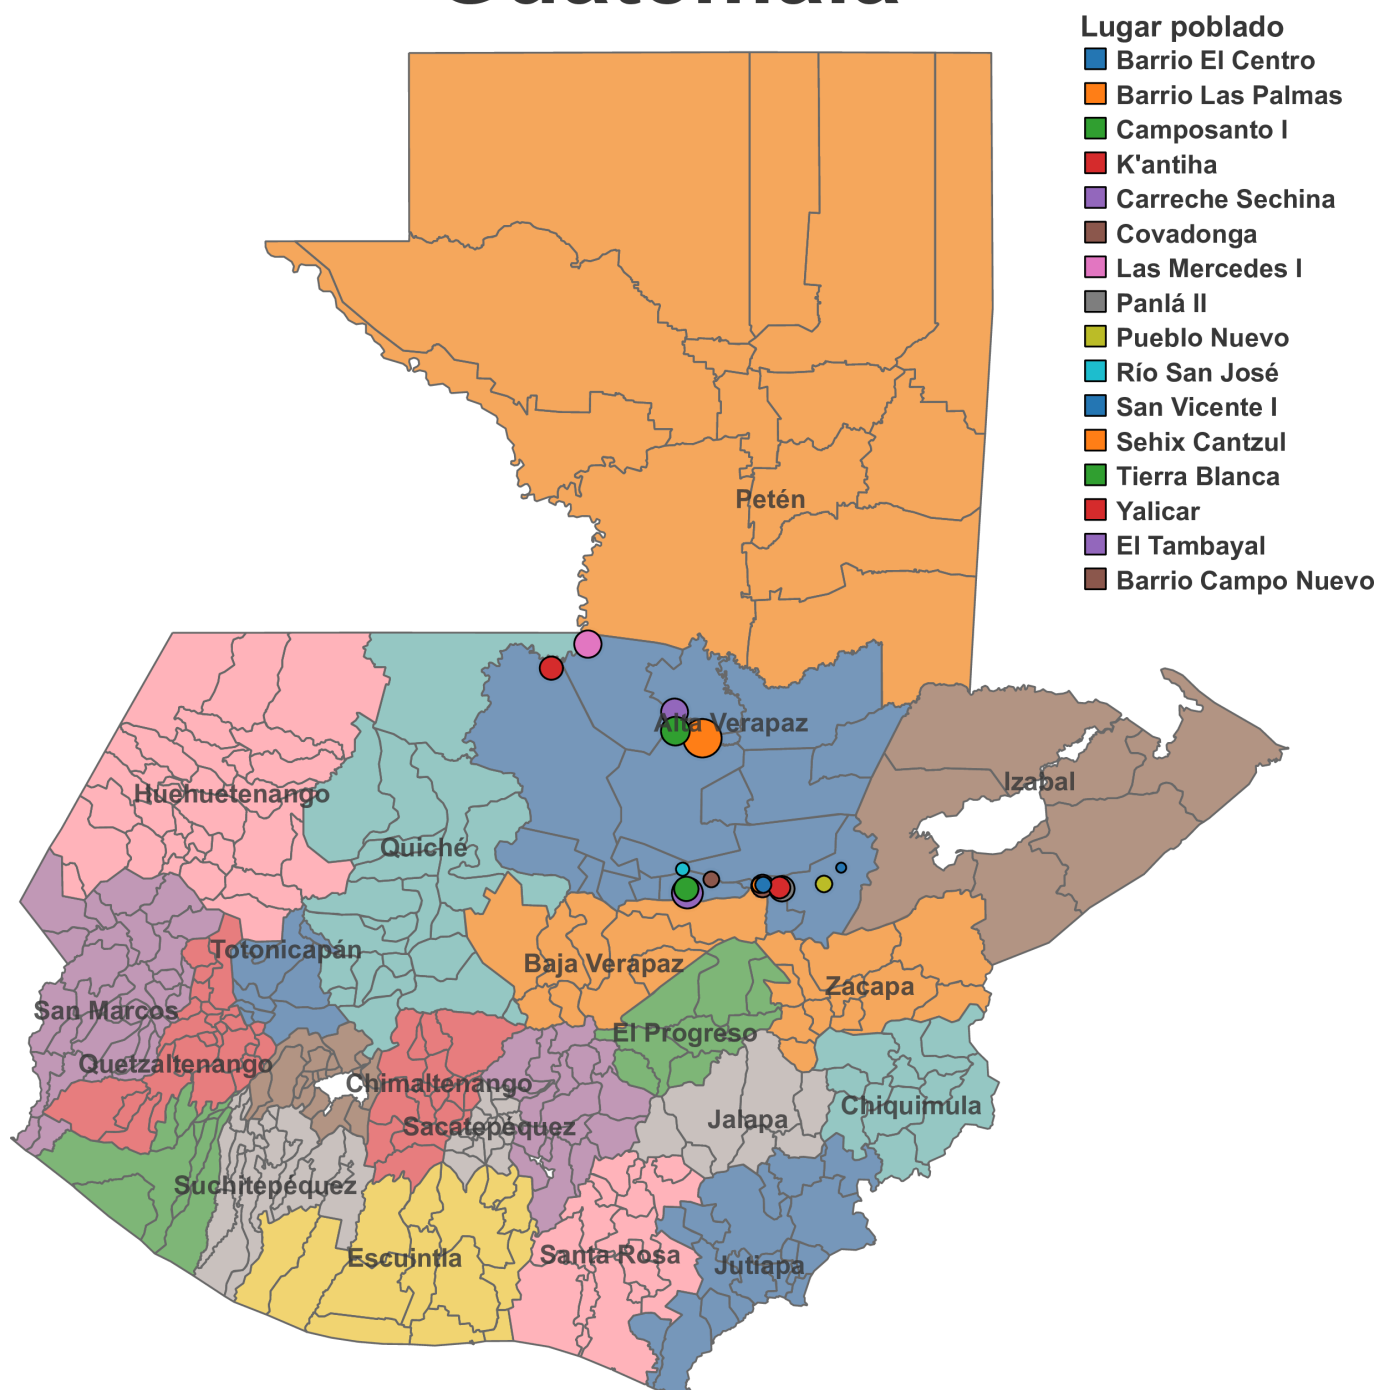 Guatemala
Lugar poblado
Barrio El Centro
Barrio Las Palmas
Camposanto I
K'antiha
Carreche Sechina
Covadonga
Las Mercedes I
Panlá II
Pueblo Nuevo
Río San José
San Vicente I
Sehix Cantzul
Tierra Blanca
Yalicar
El Tambayal
Barrio Campo Nuevo
Petén
Alta Verapaz
Izabal
Huehuetenango
Quiché
Totonicapán
Baja Verapaz
Zacapa
San Marcos
El Progreso
Quetzaltenango
Chimaltenango
Chiquimula
Jalapa
Sacatepéquez
Suchitepéquez
Escuintla
Santa Rosa
Jutiapa